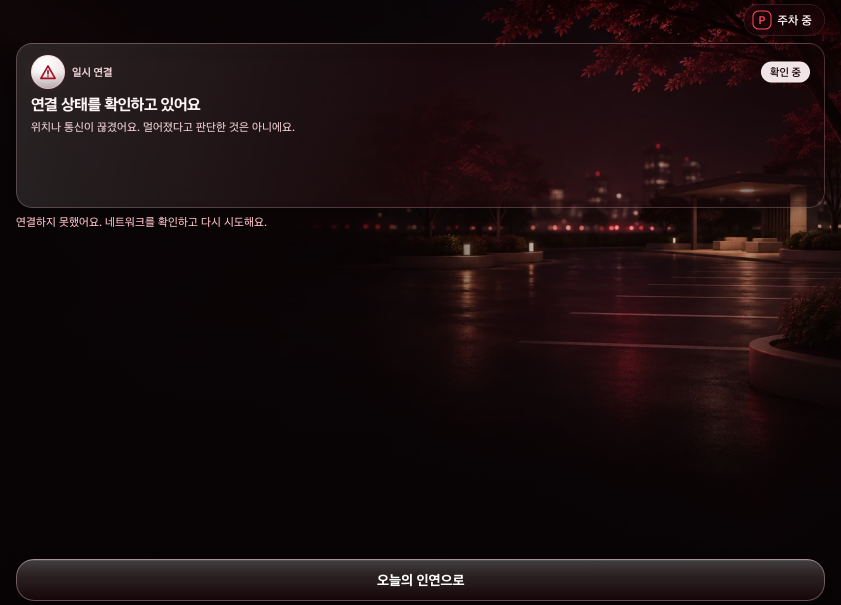 P 주차 중
일시 연결
확인 중
연결 상태를 확인하고 있어요
위치나 통신이 끊겼어요. 멀어졌다고 판단한 것은 아니에요.
연결하지 못했어요. 네트워크를 확인하고 다시 시도해요.
오늘의 인연으로